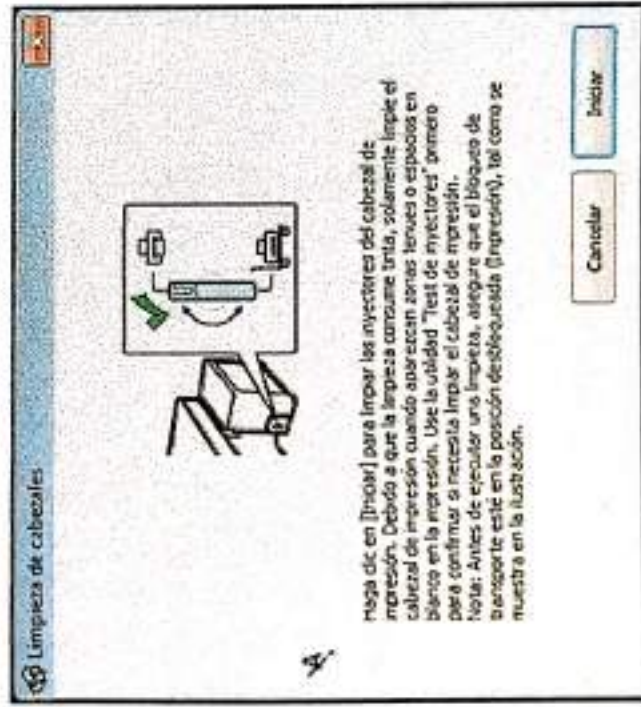 Limpieza de cabezales
Haga clic en [Iniciar] para limpiar los inyectores del cabezal de
impresión. Debido a que la limpieza consume tinta, solamente limpie el
cabezal de impresión cuando aparezcan zonas tenues o espacios en
blanco en la impresión. Use la utilidad "Test de inyectores" primero
para confirmar si necesita limpiar el cabezal de impresión.
Nota: Antes de ejecutar una limpieza, asegure que el bloqueo de
transporte esté en la posición desbloqueada (Impresión), tal como se
muestra en la ilustración.
Cancelar
Iniciar